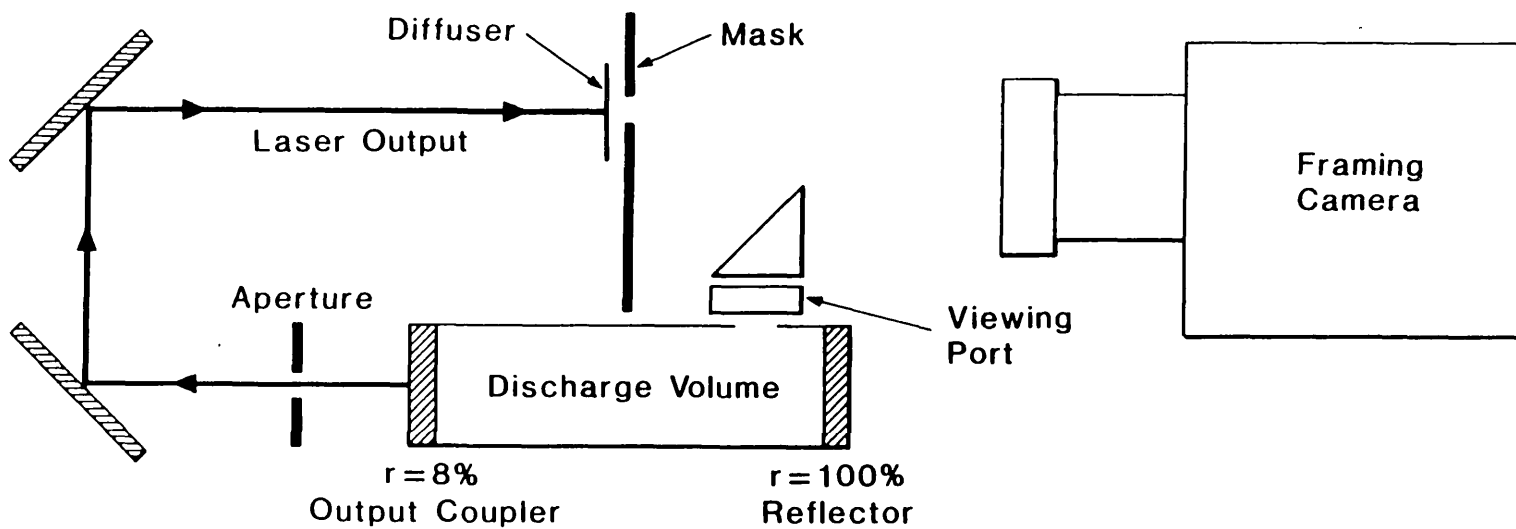 Diffuser
Mask
Laser Output
Framing
Camera
Aperture
Viewing
Port
Discharge Volume
r=8%
Output Coupler
r=100%
Reflector